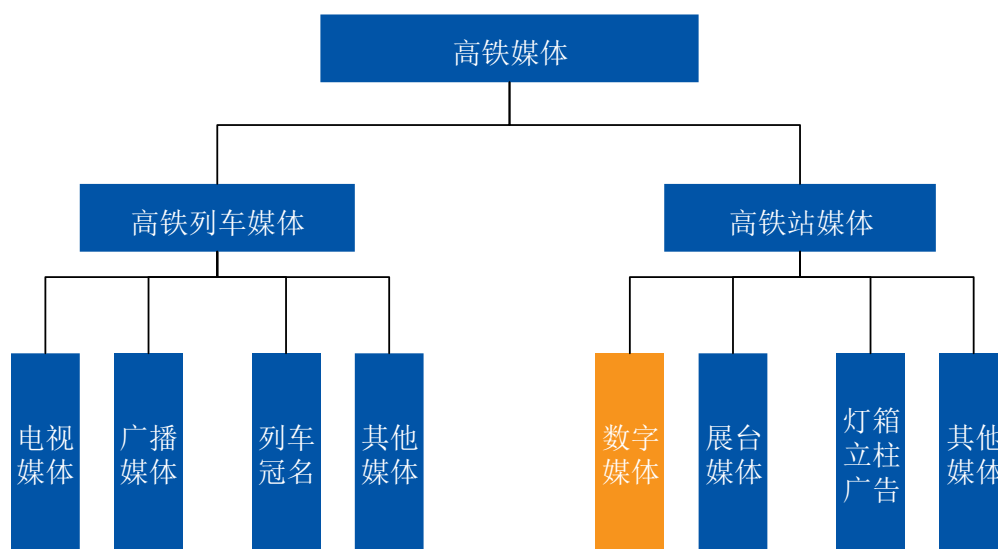 高铁媒体
高铁列车媒体
高铁站媒体
电视
媒体
广播
媒体
列车
冠名
其他
媒体
数字
媒体
展台
媒体
灯箱
立柱
广告
其他
媒体